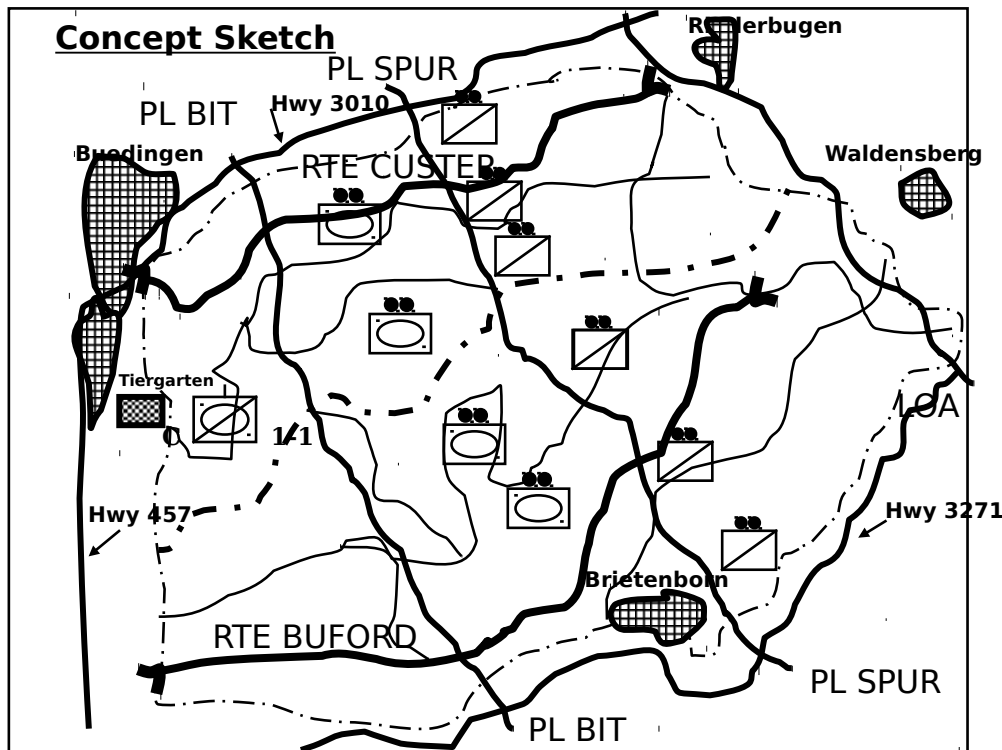 Concept Sketch
PL SPUR
PL BIT
Hwy 3010
Buedingen
RTE CUSTER
Waldensberg
Tiergarten
1-1
LOA
Hwy 457
Hwy 3271
Brietenborn
RTE BUFORD
PL SPUR
PL BIT